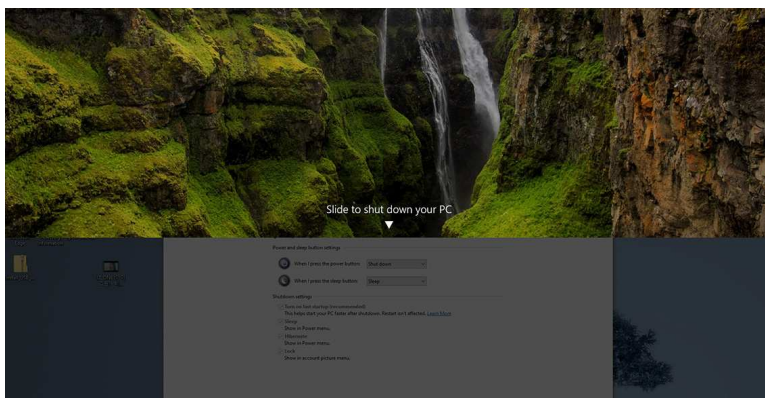 Slide to shut down your PC
Power and sleep button settings
When I press the power button: Shut down
When I press the sleep button: Sleep
Shutdown settings
Turn on fast startup (recommended)
This helps start your PC faster after shutdown. Restart isn't affected. Learn More
Sleep
Show in Power menu.
Hibernate
Show in Power menu.
Lock
Show in account picture menu.